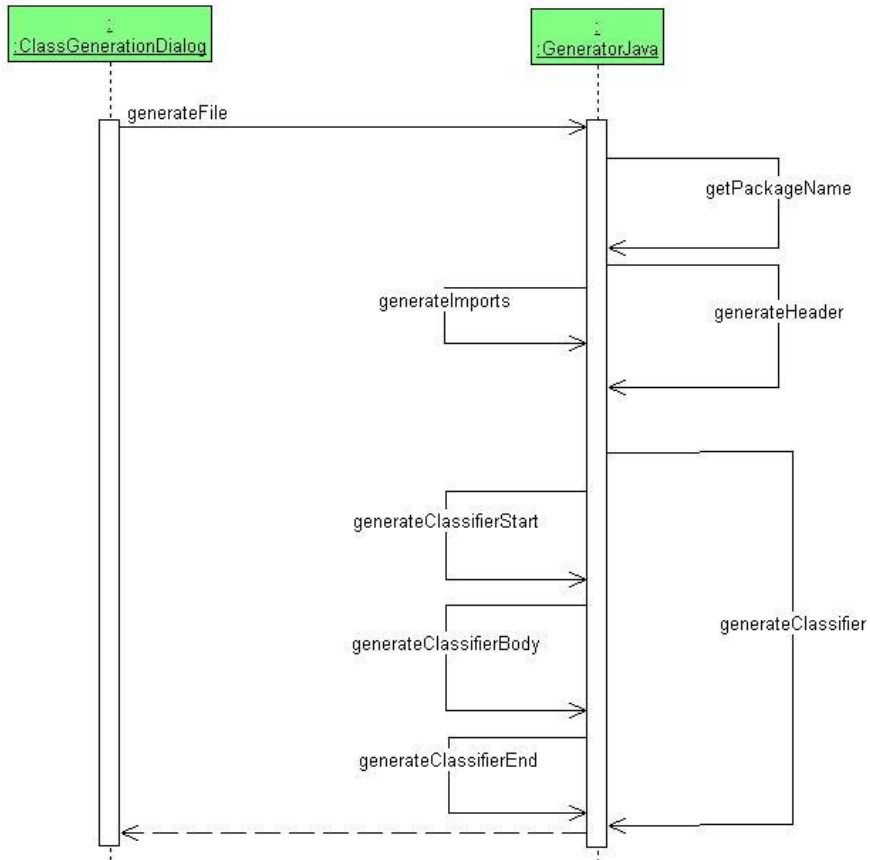 :
:ClassGenerationDialog
:
:GeneratorJava
generateFile
getPackageName
generateImports
generateHeader
generateClassifierStart
generateClassifier
generateClassifierBody
generateClassifierEnd